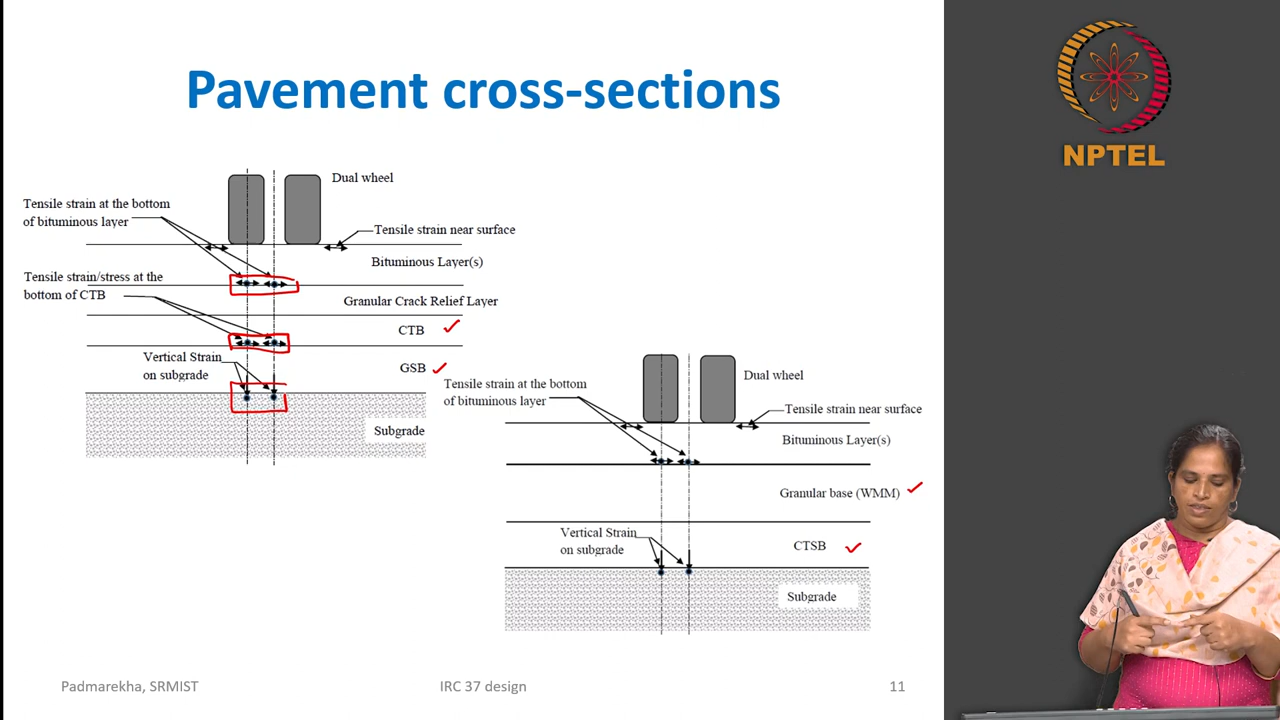 Pavement cross-sections
NPTEL
Dual wheel
Tensile strain at the bottom
of bituminous layer
Tensile strain near surface
Bituminous Layer(s)
Tensile strain/stress at the
bottom of CTB
Granular Crack Relief Layer
CTB
Vertical Strain
on subgrade
GSB
Subgrade
Dual wheel
Tensile strain at the bottom
of bituminous layer
Tensile strain near surface
Bituminous Layer(s)
Granular base (WMM)
Vertical Strain
on subgrade
CTSB
Subgrade
Padmarekha, SRMIST
IRC 37 design
11